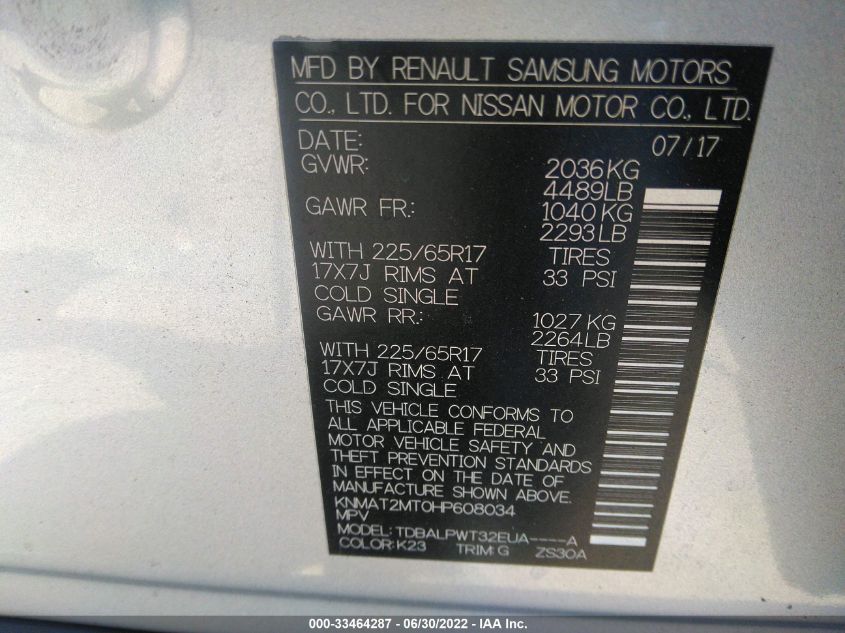 MFD BY RENAULT SAMSUNG MOTORS
CO., LTD. FOR NISSAN MOTOR CO., LTD.
DATE: 07/17
GVWR: 2036KG
4489LB
GAWR FR.: 1040KG
2293LB
WITH 225/65R17 TIRES
17X7J RIMS AT 33 PSI
COLD SINGLE
GAWR RR.: 1027KG
2264LB
WITH 225/65R17 TIRES
17X7J RIMS AT 33 PSI
COLD SINGLE
THIS VEHICLE CONFORMS TO
ALL APPLICABLE FEDERAL
MOTOR VEHICLE SAFETY AND
THEFT PREVENTION STANDARDS
IN EFFECT ON THE DATE OF
MANUFACTURE SHOWN ABOVE.
KNMAT2MT0HP608034
MPV
MODEL: TDBALPWT32EUA----A
COLOR:K23 TRIM:G ZS30A
000-33464287 - 06/30/2022 - IAA Inc.